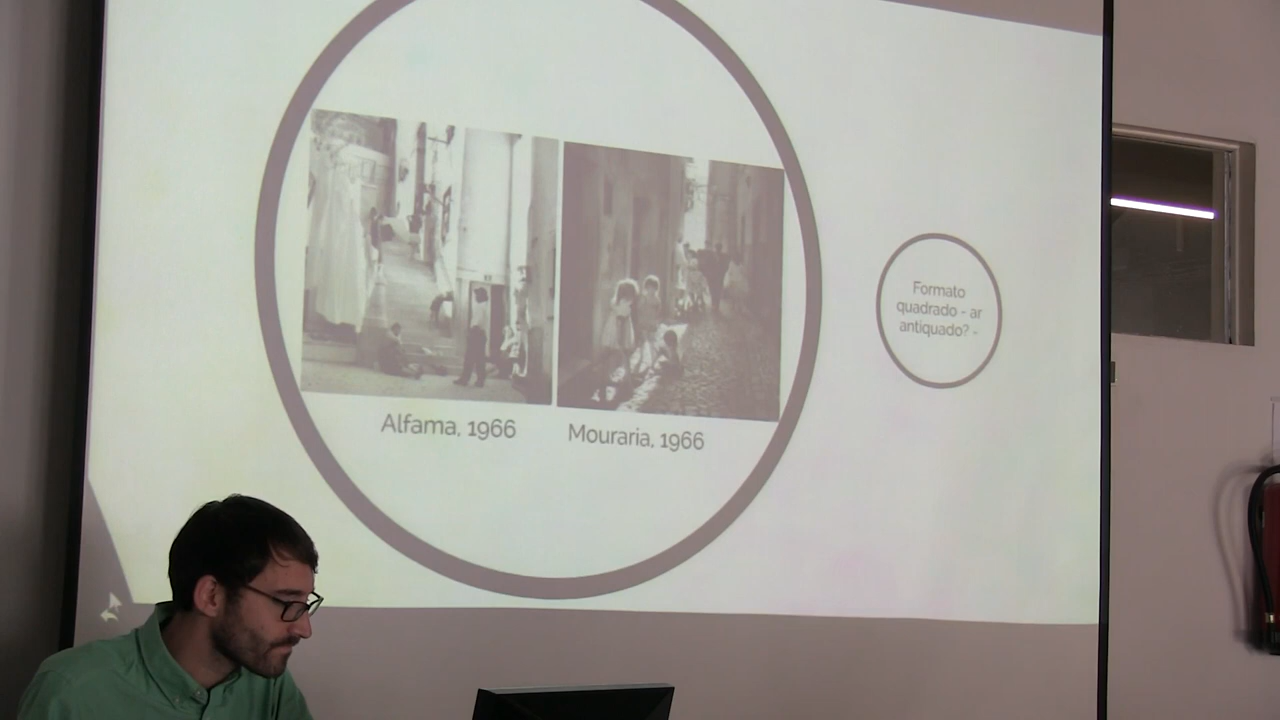 Alfama, 1966
Mouraria, 1966
Formato
quadrado - ar
antiquado? -